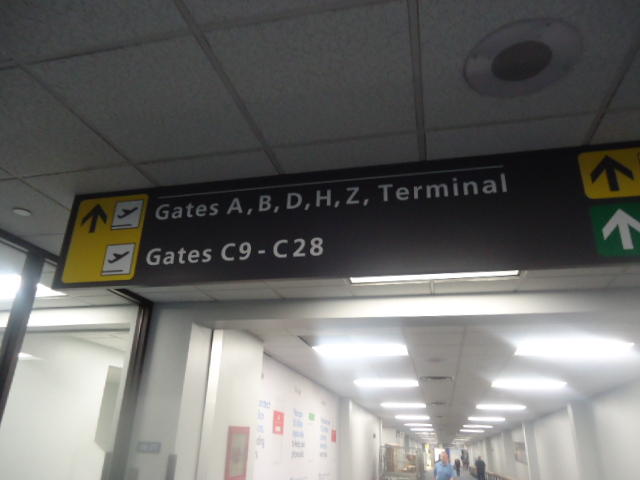 Gates A, B, D, H, Z, Terminal
Gates C9 - C28